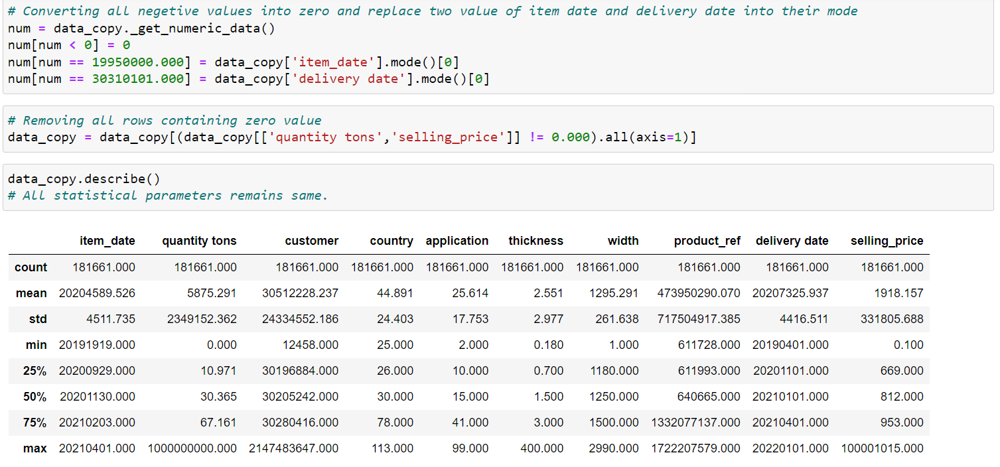 # Converting all negetive values into zero and replace two value of item date and delivery date into their mode
num = data_copy._get_numeric_data()
num[num < 0] = 0
num[num == 19950000.000] = data_copy['item_date'].mode()[0]
num[num == 30310101.000] = data_copy['delivery date'].mode()[0]
# Removing all rows containing zero value
data_copy = data_copy[(data_copy[['quantity tons','selling_price']] != 0.000).all(axis=1)]
data_copy.describe()
# All statistical parameters remains same.
item_date quantity tons customer country application thickness width product_ref delivery date selling_price
count 181661.000 181661.000 181661.000 181661.000 181661.000 181661.000 181661.000 181661.000 181661.000 181661.000
mean 20204589.526 5875.291 30512228.237 44.891 25.614 2.551 1295.291 473950290.070 20207325.937 1918.157
std 4511.735 2349152.362 24334552.186 24.403 17.753 2.977 261.638 717504917.385 4416.511 331805.688
min 20191919.000 0.000 12458.000 25.000 2.000 0.180 1.000 611728.000 20190401.000 0.100
25% 20200929.000 10.971 30196884.000 26.000 10.000 0.700 1180.000 611993.000 20201101.000 669.000
50% 20201130.000 30.365 30205242.000 30.000 15.000 1.500 1250.000 640665.000 20210101.000 812.000
75% 20210203.000 67.161 30280416.000 78.000 41.000 3.000 1500.000 1332077137.000 20210401.000 953.000
max 20210401.000 1000000000.000 2147483647.000 113.000 99.000 400.000 2990.000 1722207579.000 20220101.000 100001015.000